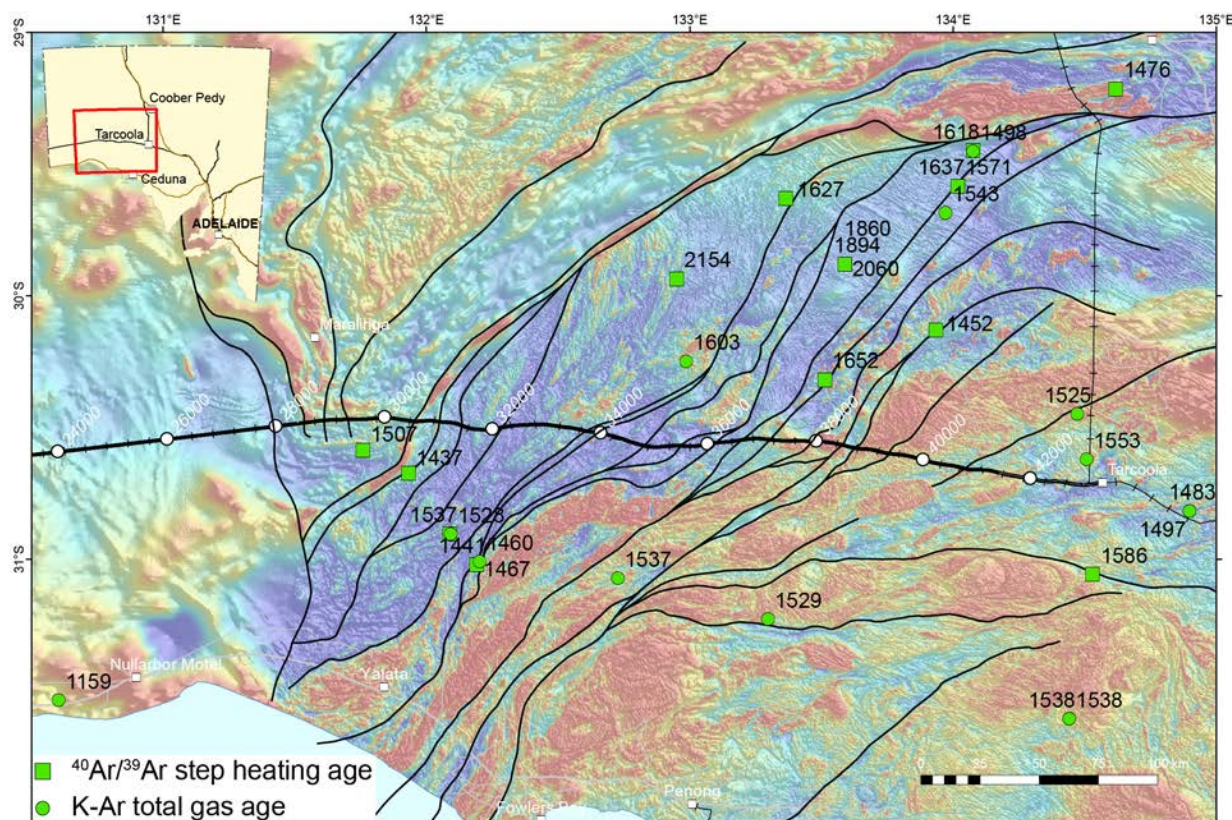 131°E 132°E 133°E 134°E 135°E
29°S
Coober Pedy
Tarcoola
Ceduna
ADELAIDE
1476
16181498
16371571
1627
1543
1860
1894
2154
2060
30°S
Maralinga
1452
1603
1652
1525
24000 26000 28000 30000 32000 34000 36000 38000 40000 42000
1507
1437
1553
Tarcoola
1483
1497
15371523
1441 1460
1467
31°S
1537
1586
1529
Nullarbor Motel
Yalata
1159
15381538
0 25 50 75 100 km
⁴⁰Ar/³⁹Ar step heating age
K-Ar total gas age
Penong
Fowlers